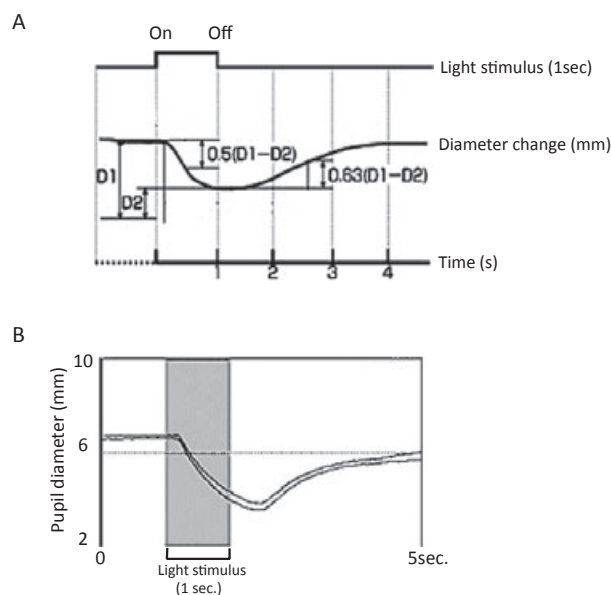 A
On Off
Light stimulus (1sec)
Diameter change (mm)
0.5(D1-D2)
0.63(D1-D2)
D1
D2
Time (s)
1 2 3 4
B
10
6
2
Pupil diameter (mm)
0 5sec.
Light stimulus
(1 sec.)